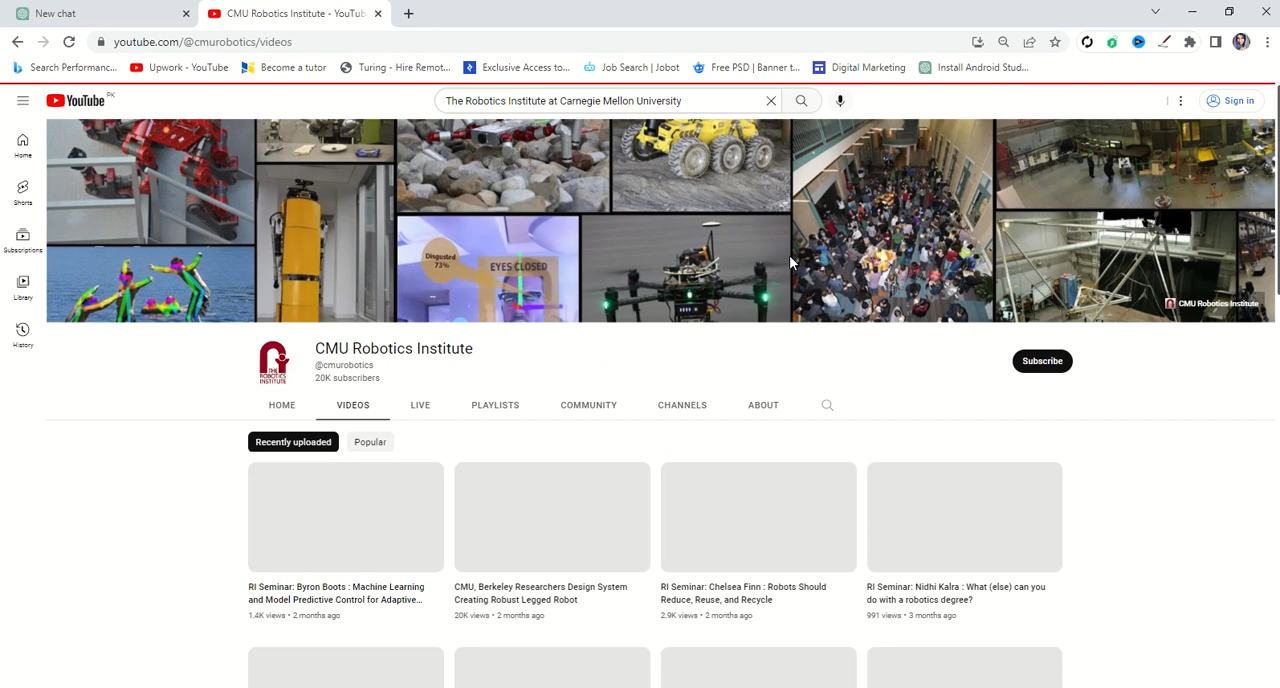 New chat
CMU Robotics Institute - YouTub
youtube.com/@cmurobotics/videos
Search Performanc...
Upwork - YouTube
Become a tutor
Turing - Hire Remot...
Exclusive Access to...
Job Search | Jobot
Free PSD | Banner t...
Digital Marketing
Install Android Stud...
YouTube PK
The Robotics Institute at Carnegie Mellon University
Sign in
Home
Shorts
Subscriptions
Library
History
Disgusted
73%
EYES CLOSED
CMU Robotics Institute
THE
ROBOTICS
INSTITUTE
CMU Robotics Institute
@cmurobotics
20K subscribers
Subscribe
HOME
VIDEOS
LIVE
PLAYLISTS
COMMUNITY
CHANNELS
ABOUT
Recently uploaded
Popular
RI Seminar: Byron Boots : Machine Learning
and Model Predictive Control for Adaptive...
1.4K views • 2 months ago
CMU, Berkeley Researchers Design System
Creating Robust Legged Robot
20K views • 2 months ago
RI Seminar: Chelsea Finn : Robots Should
Reduce, Reuse, and Recycle
2.9K views • 2 months ago
RI Seminar: Nidhi Kalra : What (else) can you
do with a robotics degree?
991 views • 3 months ago